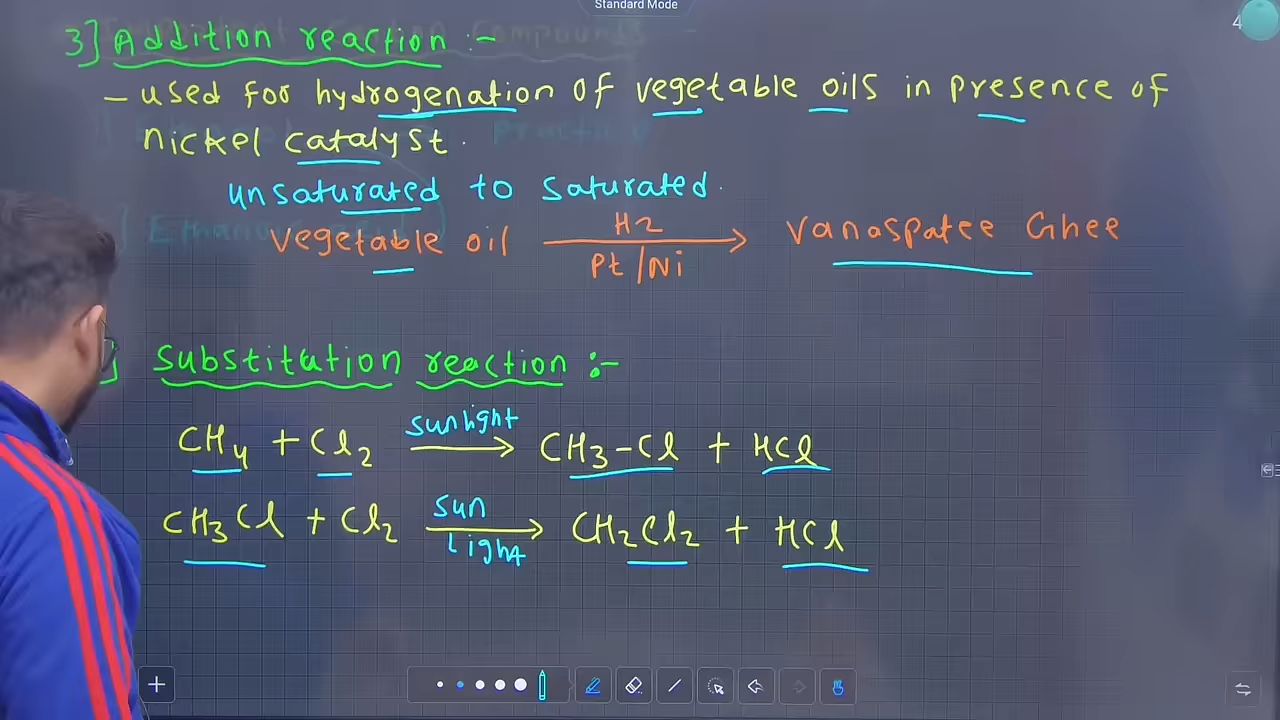 Standard Mode
4
3] Addition reaction :-
- used for hydrogenation of vegetable oils in presence of
nickel catalyst.
unsaturated to saturated.
vegetable oil H2 Pt/Ni → vanaspatee Ghee
] Substitution reaction :-
CH4 + Cl2 sunlight → CH3-Cl + HCl
CH3Cl + Cl2 sun light → CH2Cl2 + HCl